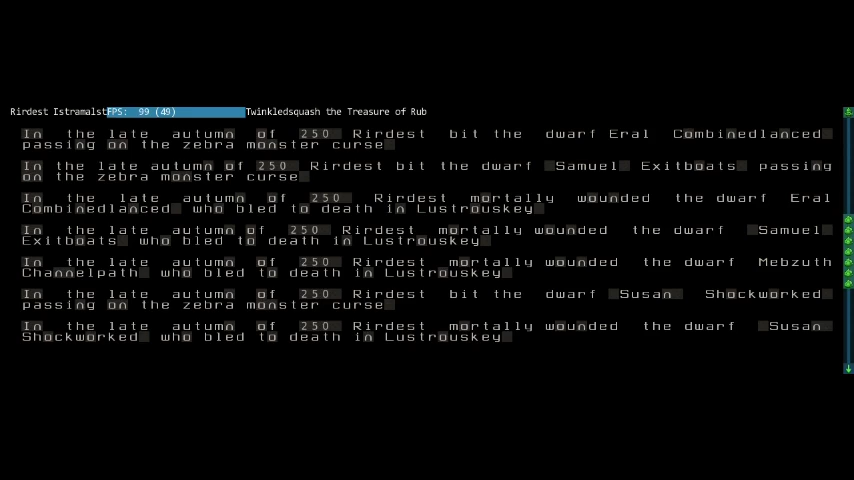 Rirdest IstramalstFPS: 99 (49) Twinkledsquash the Treasure of Rub
In the late autumn of 250 Rirdest bit the dwarf Eral Combinedlanced
passing on the zebra monster curse
In the late autumn of 250 Rirdest bit the dwarf Samuel Exitboats passing
on the zebra monster curse
In the late autumn of 250 Rirdest mortally wounded the dwarf Eral
Combinedlanced who bled to death in Lustrouskey
In the late autumn of 250 Rirdest mortally wounded the dwarf Samuel
Exitboats who bled to death in Lustrouskey
In the late autumn of 250 Rirdest mortally wounded the dwarf Mebzuth
Channelpath who bled to death in Lustrouskey
In the late autumn of 250 Rirdest bit the dwarf Susan Shockworked
passing on the zebra monster curse
In the late autumn of 250 Rirdest mortally wounded the dwarf Susan
Shockworked who bled to death in Lustrouskey